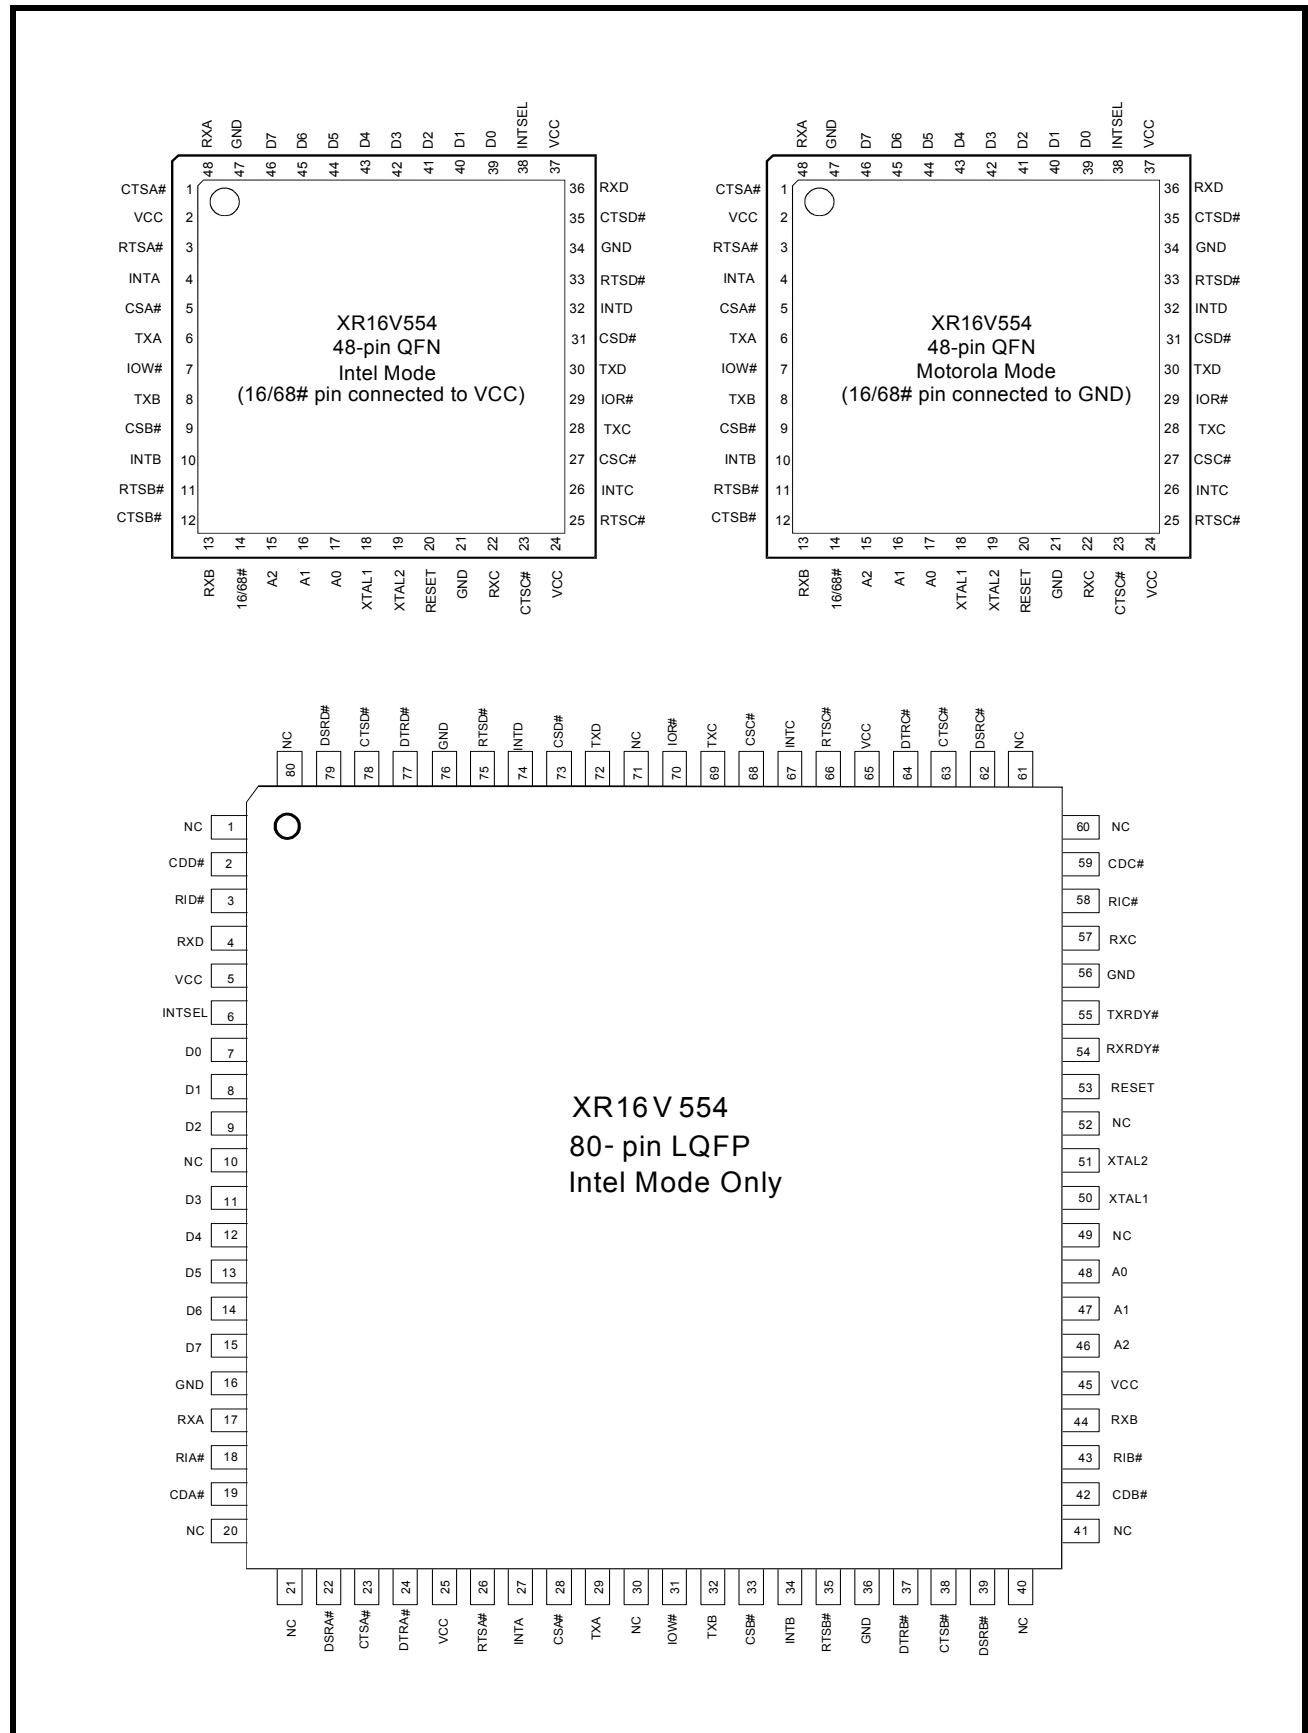 RXA GND D7 D6 D5 D4 D3 D2 D1 D0 INTSEL VCC
48 47 46 45 44 43 42 41 40 39 38 37
CTSA# 1 36 RXD
VCC 2 35 CTSD#
RTSA# 3 34 GND
INTA 4 33 RTSD#
CSA# 5 32 INTD
TXA 6 31 CSD#
IOW# 7 30 TXD
TXB 8 29 IOR#
CSB# 9 28 TXC
INTB 10 27 CSC#
RTSB# 11 26 INTC
CTSB# 12 25 RTSC#
XR16V554
48-pin QFN
Intel Mode
(16/68# pin connected to VCC)
13 14 15 16 17 18 19 20 21 22 23 24
RXB 16/68# A2 A1 A0 XTAL1 XTAL2 RESET GND RXC CTSC# VCC
RXA GND D7 D6 D5 D4 D3 D2 D1 D0 INTSEL VCC
48 47 46 45 44 43 42 41 40 39 38 37
CTSA# 1 36 RXD
VCC 2 35 CTSD#
RTSA# 3 34 GND
INTA 4 33 RTSD#
CSA# 5 32 INTD
TXA 6 31 CSD#
IOW# 7 30 TXD
TXB 8 29 IOR#
CSB# 9 28 TXC
INTB 10 27 CSC#
RTSB# 11 26 INTC
CTSB# 12 25 RTSC#
XR16V554
48-pin QFN
Motorola Mode
(16/68# pin connected to GND)
13 14 15 16 17 18 19 20 21 22 23 24
RXB 16/68# A2 A1 A0 XTAL1 XTAL2 RESET GND RXC CTSC# VCC
NC DSRD# CTSD# DTRD# GND RTSD# INTD CSD# TXD NC IOR# TXC CSC# INTC RTSC# VCC DTRC# CTSC# DSRC# NC
80 79 78 77 76 75 74 73 72 71 70 69 68 67 66 65 64 63 62 61
NC 1 60 NC
CDD# 2 59 CDC#
RID# 3 58 RIC#
RXD 4 57 RXC
VCC 5 56 GND
INTSEL 6 55 TXRDY#
D0 7 54 RXRDY#
D1 8 53 RESET
D2 9 52 NC
NC 10 51 XTAL2
D3 11 50 XTAL1
D4 12 49 NC
D5 13 48 A0
D6 14 47 A1
D7 15 46 A2
GND 16 45 VCC
RXA 17 44 RXB
RIA# 18 43 RIB#
CDA# 19 42 CDB#
NC 20 41 NC
XR16V554
80- pin LQFP
Intel Mode Only
21 22 23 24 25 26 27 28 29 30 31 32 33 34 35 36 37 38 39 40
NC DSRA# CTSA# DTRA# VCC RTSA# INTA CSA# TXA NC IOW# TXB CSB# INTB RTSB# GND DTRB# CTSB# DSRB# NC